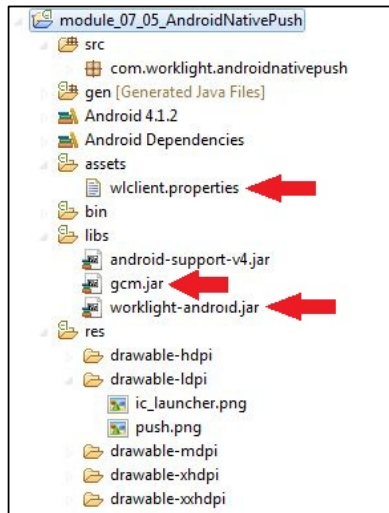 module_07_05_AndroidNativePush
src
com.worklight.androidnativepush
gen [Generated Java Files]
Android 4.1.2
Android Dependencies
assets
wlclient.properties
bin
libs
android-support-v4.jar
gcm.jar
worklight-android.jar
res
drawable-hdpi
drawable-ldpi
ic_launcher.png
push.png
drawable-mdpi
drawable-xhdpi
drawable-xxhdpi